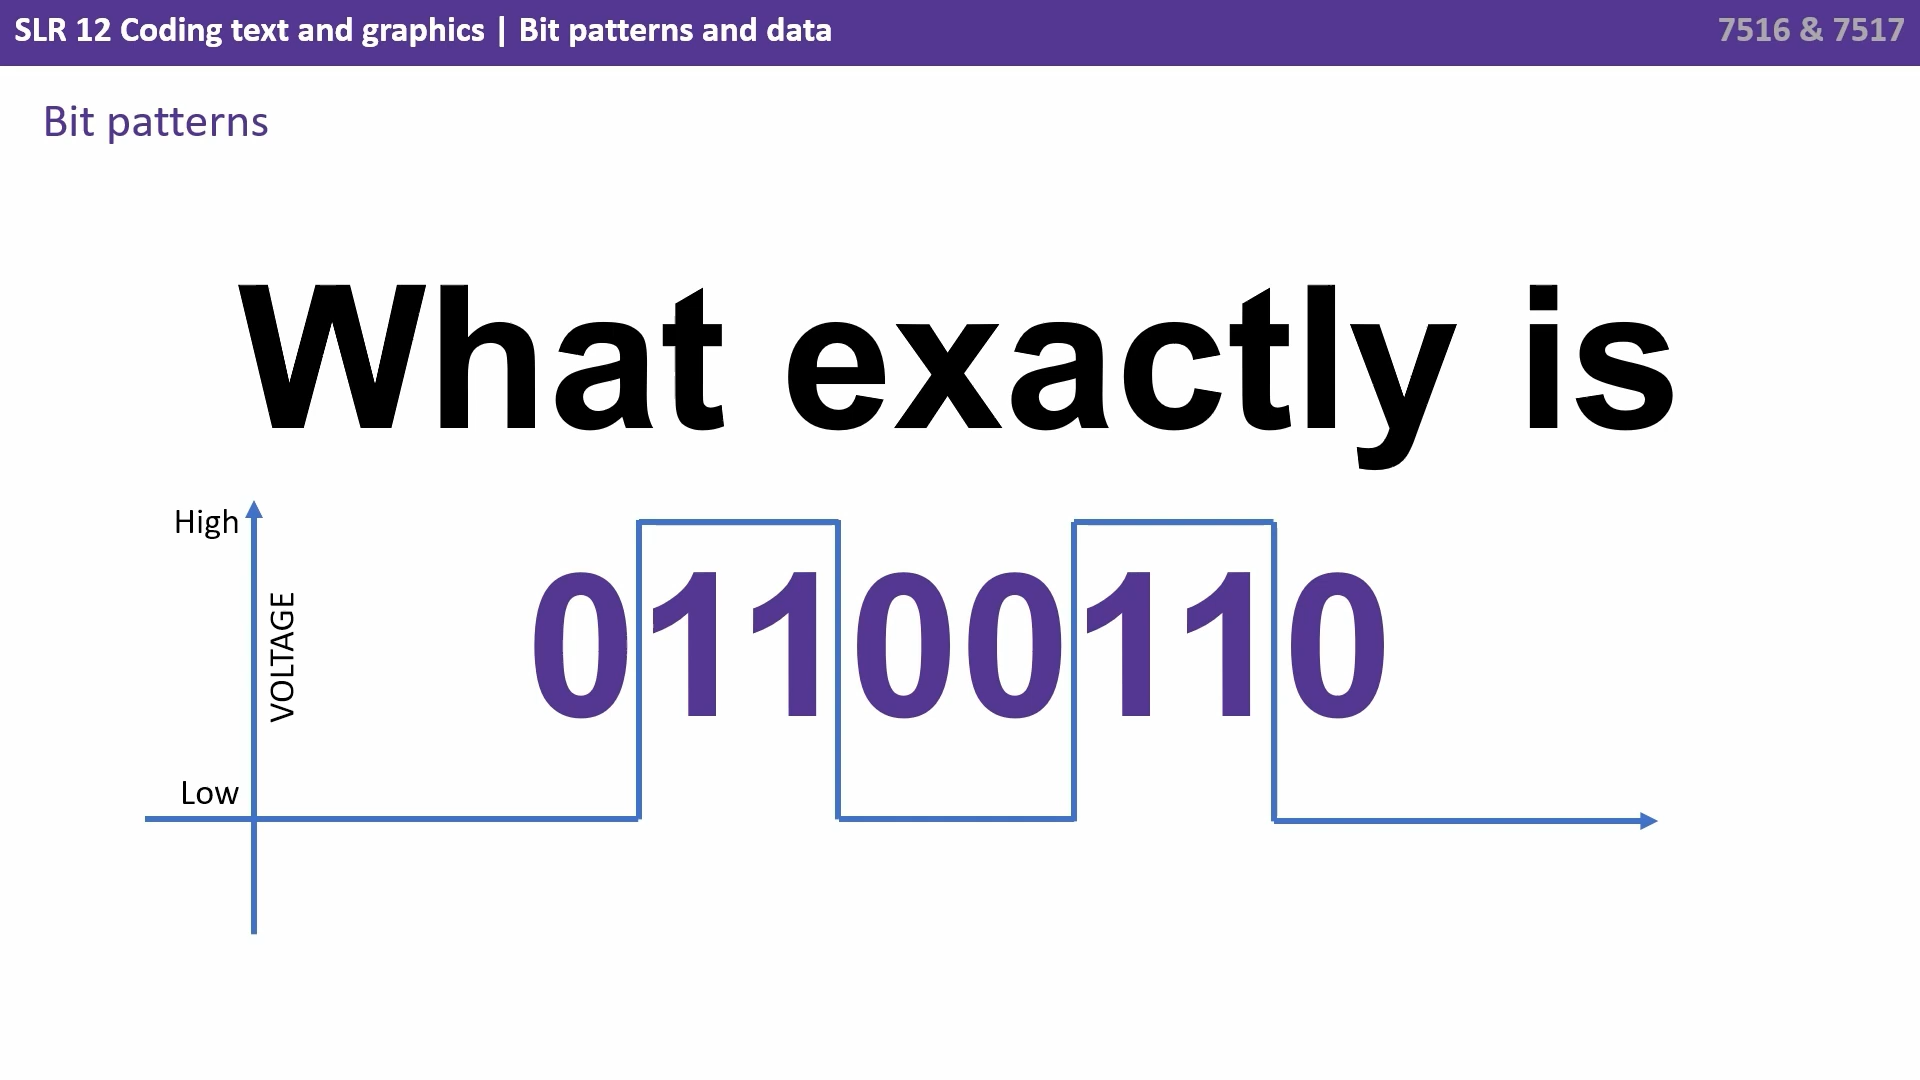 SLR 12 Coding text and graphics | Bit patterns and data
7516 & 7517
Bit patterns
What exactly is
High
VOLTAGE
01100110
Low